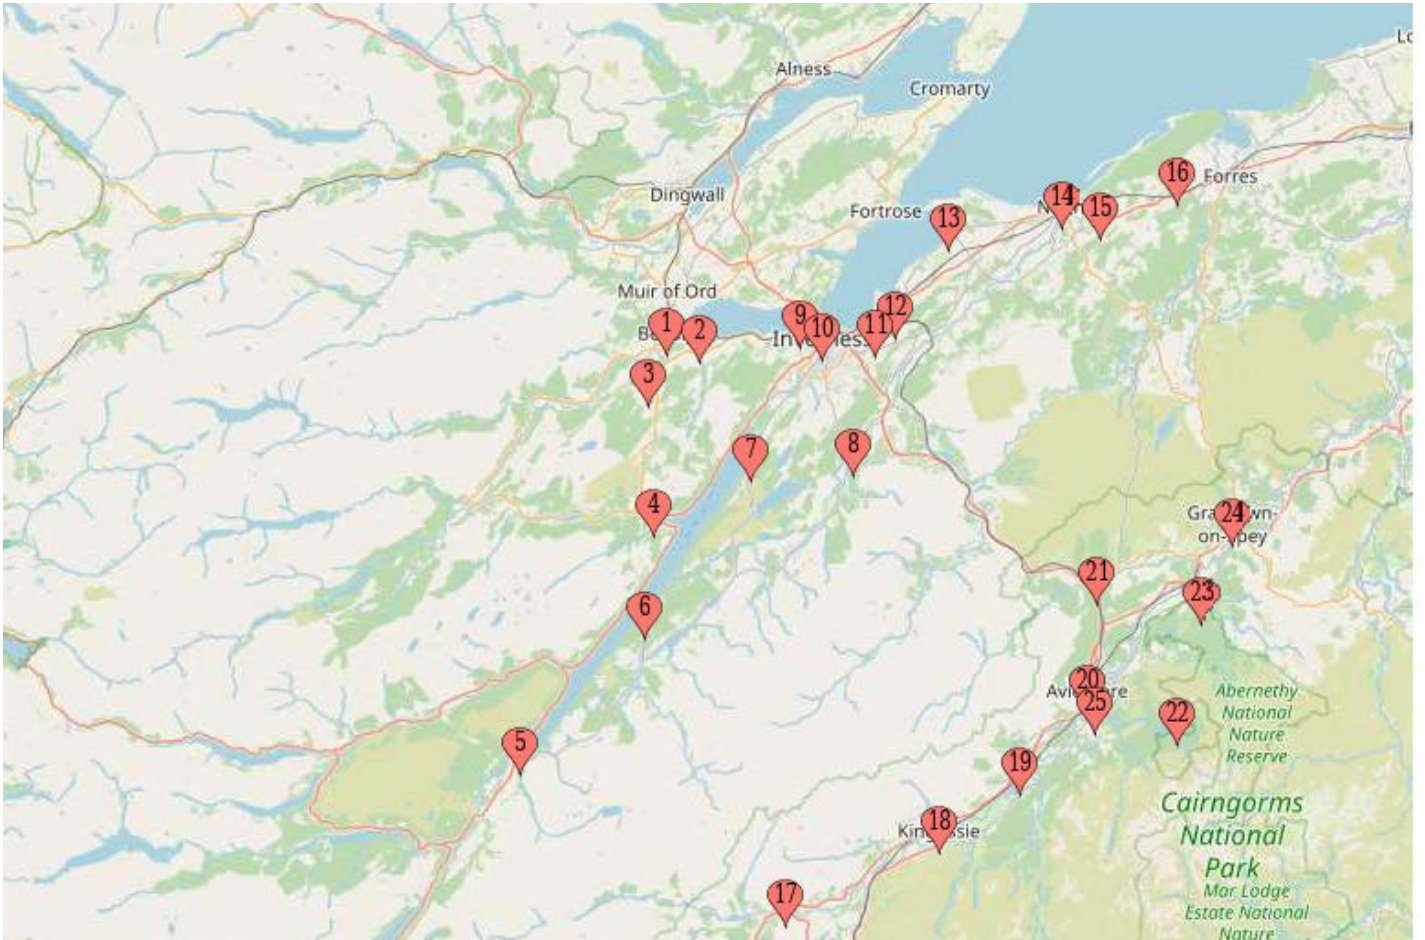 Alness
Cromarty
Dingwall
Fortrose
Forres
16
14
15
13
Muir of Ord
12
1
2
9
10
11
3
7
8
4
Grantown-
on-Spey
24
21
23
6
20
25
22
Abernethy
National
Nature
Reserve
5
19
Cairngorms
National
Park
18
17
Mar Lodge
Estate National
Nature